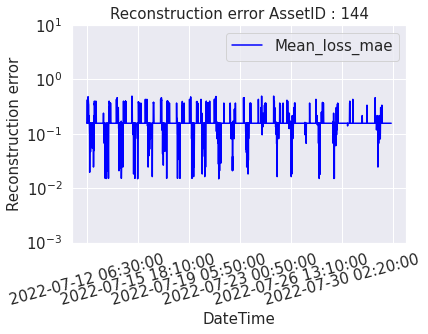 Reconstruction error AssetID : 144
Mean_loss_mae
Reconstruction error
10¹
10⁰
10⁻¹
10⁻²
10⁻³
2022-07-12 06:30:00
2022-07-15 18:10:00
2022-07-19 05:50:00
2022-07-23 00:50:00
2022-07-26 13:10:00
2022-07-30 02:20:00
DateTime